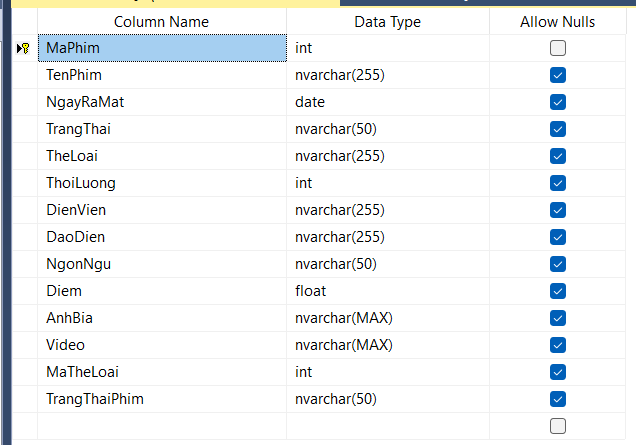 Column Name Data Type Allow Nulls
MaPhim int
TenPhim nvarchar(255)
NgayRaMat date
TrangThai nvarchar(50)
TheLoai nvarchar(255)
ThoiLuong int
DienVien nvarchar(255)
DaoDien nvarchar(255)
NgonNgu nvarchar(50)
Diem float
AnhBia nvarchar(MAX)
Video nvarchar(MAX)
MaTheLoai int
TrangThaiPhim nvarchar(50)